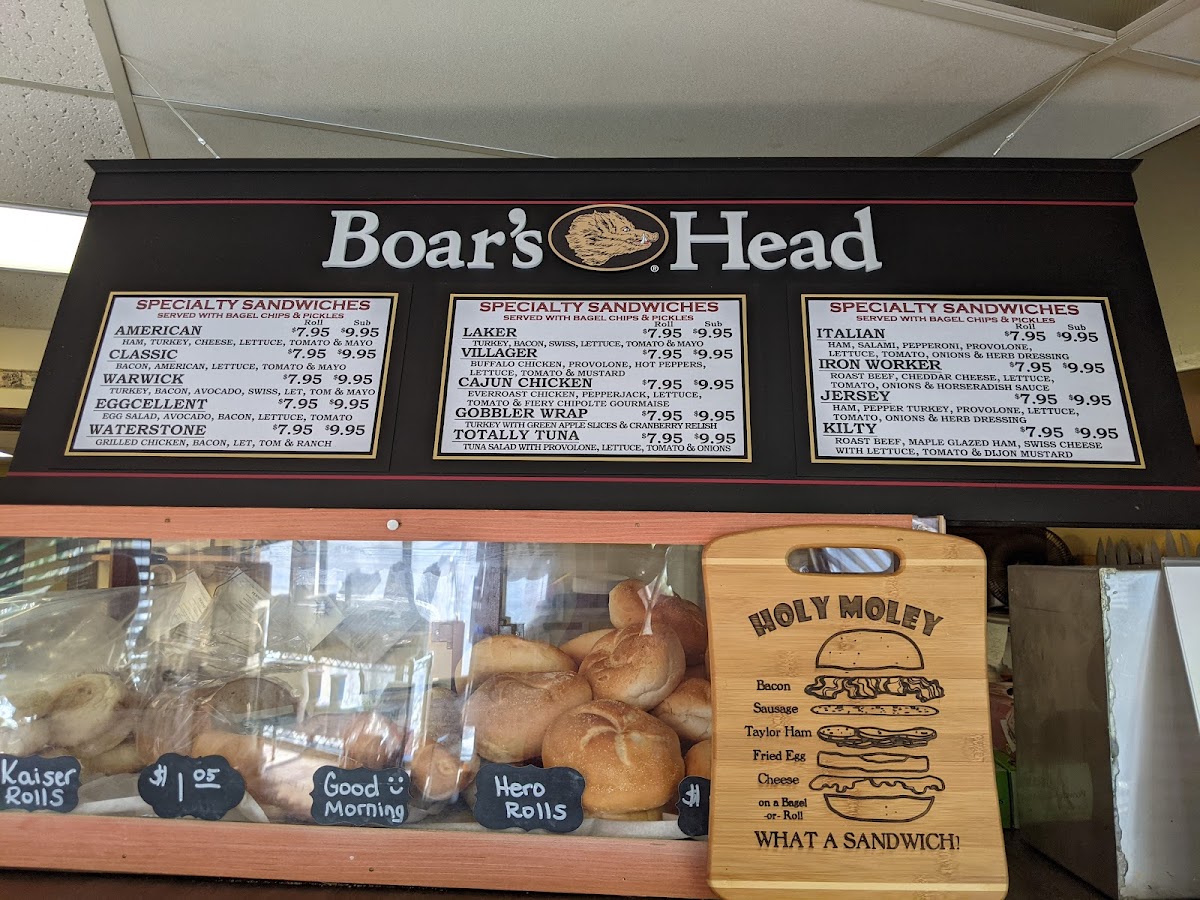 Boar's Head
®
SPECIALTY SANDWICHES
SERVED WITH BAGEL CHIPS & PICKLES
Roll Sub
AMERICAN $7.95 $9.95
HAM, TURKEY, CHEESE, LETTUCE, TOMATO & MAYO
CLASSIC $7.95 $9.95
BACON, AMERICAN, LETTUCE, TOMATO & MAYO
WARWICK $7.95 $9.95
TURKEY, BACON, AVOCADO, SWISS, LET, TOM & MAYO
EGGCELLENT $7.95 $9.95
EGG SALAD, AVOCADO, BACON, LETTUCE, TOMATO
WATERSTONE $7.95 $9.95
GRILLED CHICKEN, BACON, LET, TOM & RANCH
SPECIALTY SANDWICHES
SERVED WITH BAGEL CHIPS & PICKLES
Roll Sub
LAKER $7.95 $9.95
TURKEY, BACON, SWISS, LETTUCE, TOMATO & MAYO
VILLAGER $7.95 $9.95
BUFFALO CHICKEN, PROVOLONE, HOT PEPPERS,
LETTUCE, TOMATO & MUSTARD
CAJUN CHICKEN $7.95 $9.95
EVERROAST CHICKEN, PEPPERJACK, LETTUCE,
TOMATO & FIERY CHIPOLTE GOURMAISE
GOBBLER WRAP $7.95 $9.95
TURKEY WITH GREEN APPLE SLICES & CRANBERRY RELISH
TOTALLY TUNA $7.95 $9.95
TUNA SALAD WITH PROVOLONE, LETTUCE, TOMATO & ONIONS
SPECIALTY SANDWICHES
SERVED WITH BAGEL CHIPS & PICKLES
Roll Sub
ITALIAN $7.95 $9.95
HAM, SALAMI, PEPPERONI, PROVOLONE,
LETTUCE, TOMATO, ONIONS & HERB DRESSING
IRON WORKER $7.95 $9.95
ROAST BEEF, CHEDDAR CHEESE, LETTUCE,
TOMATO, ONIONS & HORSERADISH SAUCE
JERSEY $7.95 $9.95
HAM, PEPPER TURKEY, PROVOLONE, LETTUCE,
TOMATO, ONIONS & HERB DRESSING
KILTY $7.95 $9.95
ROAST BEEF, MAPLE GLAZED HAM, SWISS CHEESE
WITH LETTUCE, TOMATO & DIJON MUSTARD
Kaiser
Rolls
$1.05
Good
Morning
Hero
Rolls
$1
HOLY MOLEY
Bacon
Sausage
Taylor Ham
Fried Egg
Cheese
on a Bagel
-or- Roll
WHAT A SANDWICH!